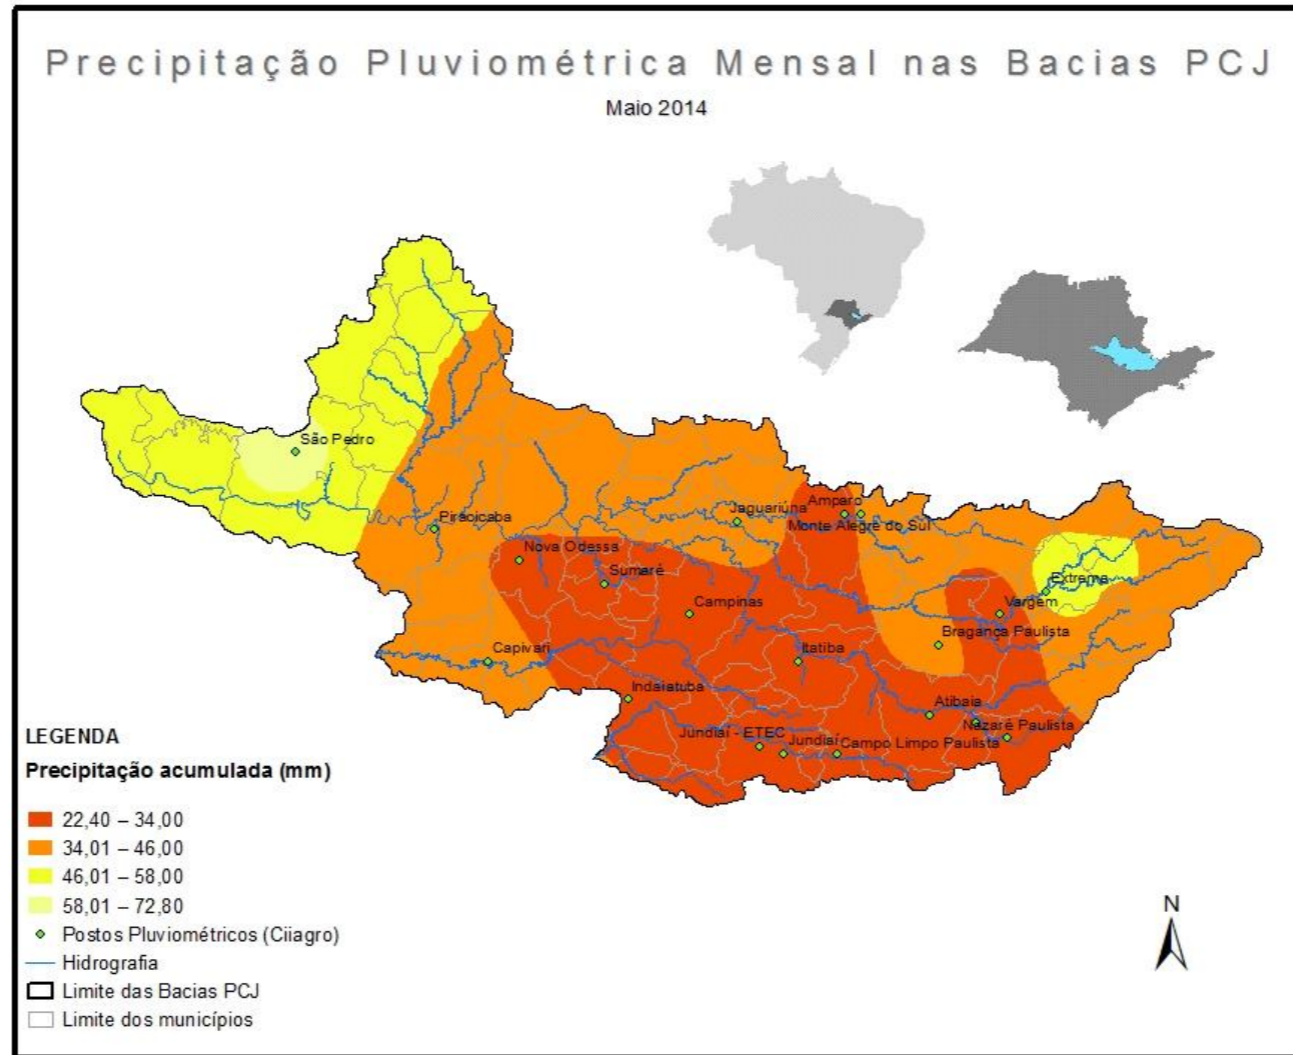 Precipitação Pluviométrica Mensal nas Bacias PCJ
Maio 2014
São Pedro
Piracicaba
Jaguariúna
Amparo
Monte Alegre do Sul
Nova Odessa
Sumaré
Extrema
Campinas
Vargem
Bragança Paulista
Capivari
Itatiba
Indaiatuba
Atibaia
Nazaré Paulista
Jundiaí - ETEC
Jundiaí
Campo Limpo Paulista
LEGENDA
Precipitação acumulada (mm)
22,40 – 34,00
34,01 – 46,00
46,01 – 58,00
58,01 – 72,80
Postos Pluviométricos (Ciiagro)
Hidrografia
Limite das Bacias PCJ
Limite dos municípios
N